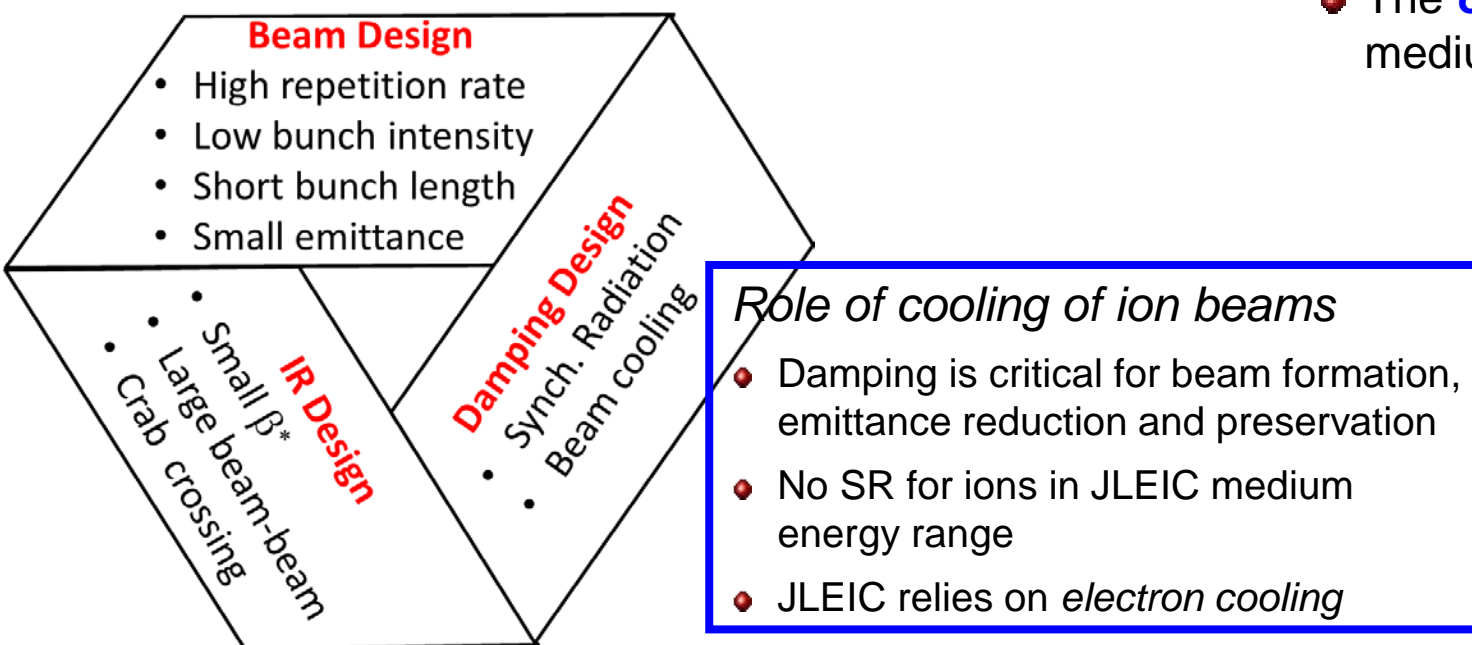 Beam Design
• High repetition rate
• Low bunch intensity
• Short bunch length
• Small emittance
Damping Design
• Synch. Radiation
• Beam cooling
IR Design
• Small β*
• Large beam-beam
• Crab crossing
• The
mediu
Role of cooling of ion beams
• Damping is critical for beam formation,
emittance reduction and preservation
• No SR for ions in JLEIC medium
energy range
• JLEIC relies on electron cooling